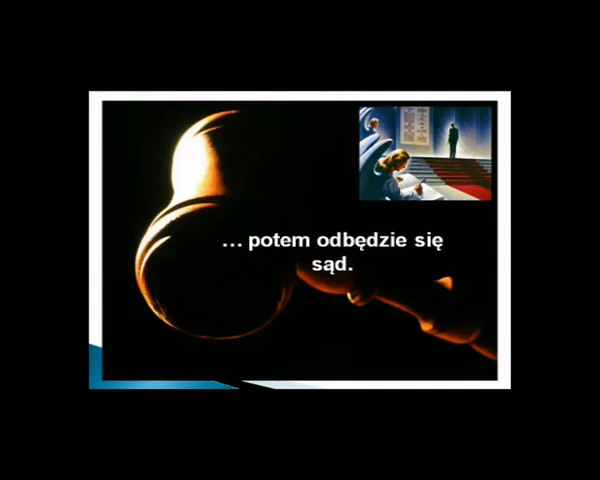 … potem odbędzie się
sąd.